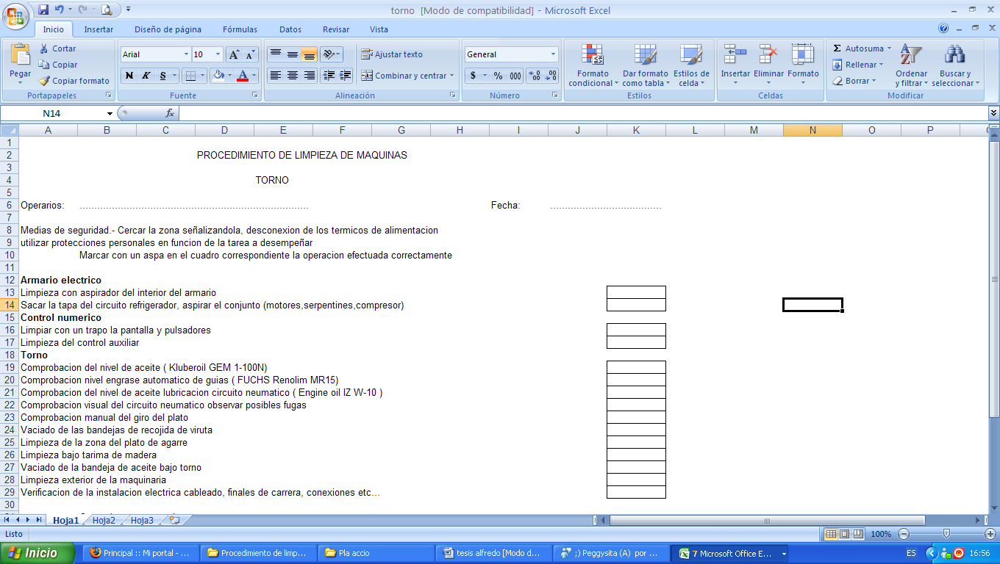 torno [Modo de compatibilidad] - Microsoft Excel
Inicio Insertar Diseño de página Fórmulas Datos Revisar Vista
Pegar
Cortar
Copiar
Copiar formato
Portapapeles
Arial 10
N K S
Fuente
Ajustar texto
Combinar y centrar
Alineación
General
$ % 000
Número
Formato condicional
Dar formato como tabla
Estilos de celda
Estilos
Insertar Eliminar Formato
Celdas
Autosuma
Rellenar
Borrar
Ordenar y filtrar
Buscar y seleccionar
Modificar
N14 fx
A B C D E F G H I J K L M N O P
1
2 PROCEDIMIENTO DE LIMPIEZA DE MAQUINAS
3
4 TORNO
5
6 Operarios: .............................................................................. Fecha: ......................................
7
8 Medias de seguridad.- Cercar la zona señalizandola, desconexion de los termicos de alimentacion
9 utilizar protecciones personales en funcion de la tarea a desempeñar
10 Marcar con un aspa en el cuadro correspondiente la operacion efectuada correctamente
11
12 Armario electrico
13 Limpieza con aspirador del interior del armario
14 Sacar la tapa del circuito refrigerador, aspirar el conjunto (motores,serpentines,compresor)
15 Control numerico
16 Limpiar con un trapo la pantalla y pulsadores
17 Limpieza del control auxiliar
18 Torno
19 Comprobacion del nivel de aceite ( Kluberoil GEM 1-100N)
20 Comprobacion nivel engrase automatico de guias ( FUCHS Renolim MR15)
21 Comprobacion del nivel de aceite lubricacion circuito neumatico ( Engine oil IZ W-10 )
22 Comprobacion visual del circuito neumatico observar posibles fugas
23 Comprobacion manual del giro del plato
24 Vaciado de las bandejas de recojida de viruta
25 Limpieza de la zona del plato de agarre
26 Limpieza bajo tarima de madera
27 Vaciado de la bandeja de aceite bajo torno
28 Limpieza exterior de la maquinaria
29 Verificacion de la instalacion electrica cableado, finales de carrera, conexiones etc...
30
Hoja1 Hoja2 Hoja3
Listo 100%
Inicio Principal :: Mi portal - ... Procedimiento de limp... Pla accio tesis alfredo [Modo d... ;) Peggysita (A) por ... 7 Microsoft Office E... ES 16:56